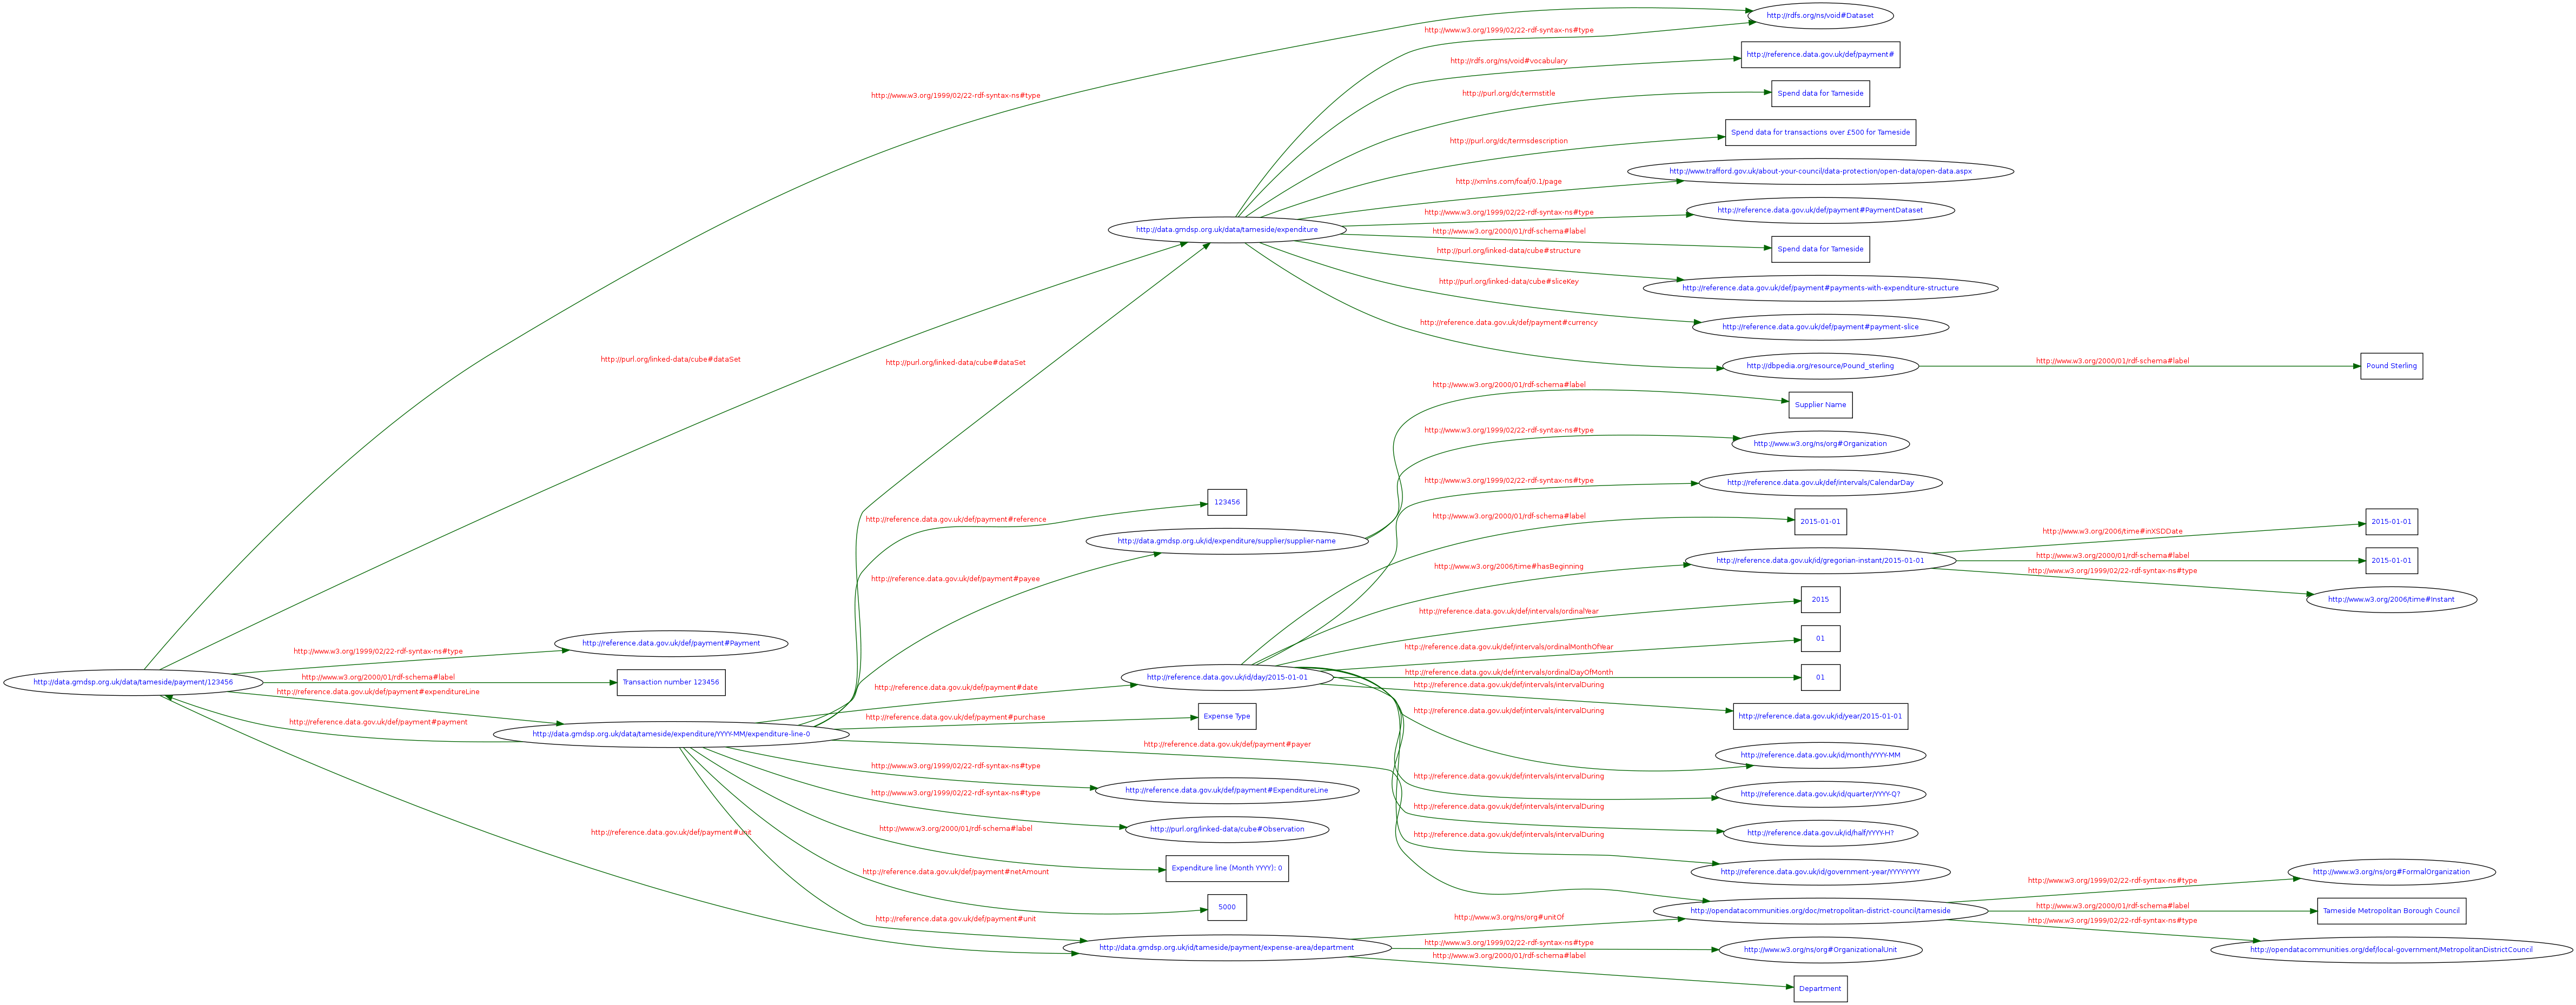 http://rdfs.org/ns/void#Dataset
http://www.w3.org/1999/02/22-rdf-syntax-ns#type
http://reference.data.gov.uk/def/payment#
http://rdfs.org/ns/void#vocabulary
http://purl.org/dc/termstitle
Spend data for Tameside
http://www.w3.org/1999/02/22-rdf-syntax-ns#type
Spend data for transactions over £500 for Tameside
http://purl.org/dc/termsdescription
http://www.trafford.gov.uk/about-your-council/data-protection/open-data/open-data.aspx
http://xmlns.com/foaf/0.1/page
http://reference.data.gov.uk/def/payment#PaymentDataset
http://www.w3.org/1999/02/22-rdf-syntax-ns#type
http://data.gmdsp.org.uk/data/tameside/expenditure
http://www.w3.org/2000/01/rdf-schema#label
Spend data for Tameside
http://purl.org/linked-data/cube#structure
http://reference.data.gov.uk/def/payment#payments-with-expenditure-structure
http://purl.org/linked-data/cube#sliceKey
http://reference.data.gov.uk/def/payment#payment-slice
http://reference.data.gov.uk/def/payment#currency
http://purl.org/linked-data/cube#dataSet
http://purl.org/linked-data/cube#dataSet
http://dbpedia.org/resource/Pound_sterling
http://www.w3.org/2000/01/rdf-schema#label
Pound Sterling
http://www.w3.org/2000/01/rdf-schema#label
Supplier Name
http://www.w3.org/1999/02/22-rdf-syntax-ns#type
http://www.w3.org/ns/org#Organization
http://www.w3.org/1999/02/22-rdf-syntax-ns#type
http://reference.data.gov.uk/def/intervals/CalendarDay
123456
http://reference.data.gov.uk/def/payment#reference
http://www.w3.org/2000/01/rdf-schema#label
2015-01-01
2015-01-01
http://www.w3.org/2006/time#inXSDDate
http://data.gmdsp.org.uk/id/expenditure/supplier/supplier-name
http://www.w3.org/2000/01/rdf-schema#label
2015-01-01
http://reference.data.gov.uk/id/gregorian-instant/2015-01-01
http://www.w3.org/2006/time#hasBeginning
http://www.w3.org/1999/02/22-rdf-syntax-ns#type
http://reference.data.gov.uk/def/payment#payee
http://www.w3.org/2006/time#Instant
2015
http://reference.data.gov.uk/def/intervals/ordinalYear
01
http://reference.data.gov.uk/def/intervals/ordinalMonthOfYear
http://reference.data.gov.uk/def/payment#Payment
http://www.w3.org/1999/02/22-rdf-syntax-ns#type
http://reference.data.gov.uk/def/intervals/ordinalDayOfMonth
01
http://reference.data.gov.uk/id/day/2015-01-01
http://www.w3.org/2000/01/rdf-schema#label
http://data.gmdsp.org.uk/data/tameside/payment/123456
Transaction number 123456
http://reference.data.gov.uk/def/payment#date
http://reference.data.gov.uk/def/intervals/intervalDuring
http://reference.data.gov.uk/def/payment#expenditureLine
http://reference.data.gov.uk/def/intervals/intervalDuring
http://reference.data.gov.uk/id/year/2015-01-01
Expense Type
http://reference.data.gov.uk/def/payment#purchase
http://reference.data.gov.uk/def/payment#payment
http://data.gmdsp.org.uk/data/tameside/expenditure/YYYY-MM/expenditure-line-0
http://reference.data.gov.uk/def/payment#payer
http://reference.data.gov.uk/id/month/YYYY-MM
http://www.w3.org/1999/02/22-rdf-syntax-ns#type
http://reference.data.gov.uk/def/intervals/intervalDuring
http://reference.data.gov.uk/def/payment#ExpenditureLine
http://www.w3.org/1999/02/22-rdf-syntax-ns#type
http://reference.data.gov.uk/id/quarter/YYYY-Q?
http://reference.data.gov.uk/def/intervals/intervalDuring
http://reference.data.gov.uk/def/payment#unit
http://www.w3.org/2000/01/rdf-schema#label
http://purl.org/linked-data/cube#Observation
http://reference.data.gov.uk/def/intervals/intervalDuring
http://reference.data.gov.uk/id/half/YYYY-H?
Expenditure line (Month YYYY): 0
http://reference.data.gov.uk/def/payment#netAmount
http://reference.data.gov.uk/id/government-year/YYYY-YYYY
http://www.w3.org/ns/org#FormalOrganization
http://www.w3.org/1999/02/22-rdf-syntax-ns#type
5000
http://www.w3.org/2000/01/rdf-schema#label
http://opendatacommunities.org/doc/metropolitan-district-council/tameside
Tameside Metropolitan Borough Council
http://reference.data.gov.uk/def/payment#unit
http://www.w3.org/ns/org#unitOf
http://www.w3.org/1999/02/22-rdf-syntax-ns#type
http://data.gmdsp.org.uk/id/tameside/payment/expense-area/department
http://www.w3.org/1999/02/22-rdf-syntax-ns#type
http://www.w3.org/ns/org#OrganizationalUnit
http://opendatacommunities.org/def/local-government/MetropolitanDistrictCouncil
http://www.w3.org/2000/01/rdf-schema#label
Department